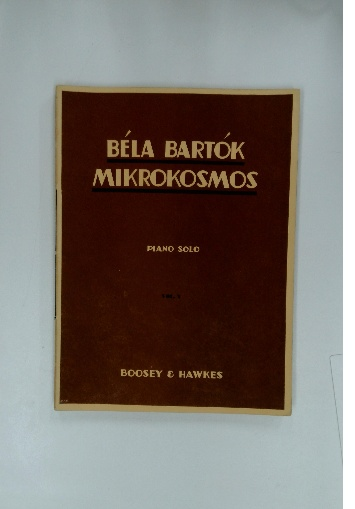 BÉLA BARTÓK
MIKROKOSMOS
PIANO SOLO
BOOSEY & HAWKES